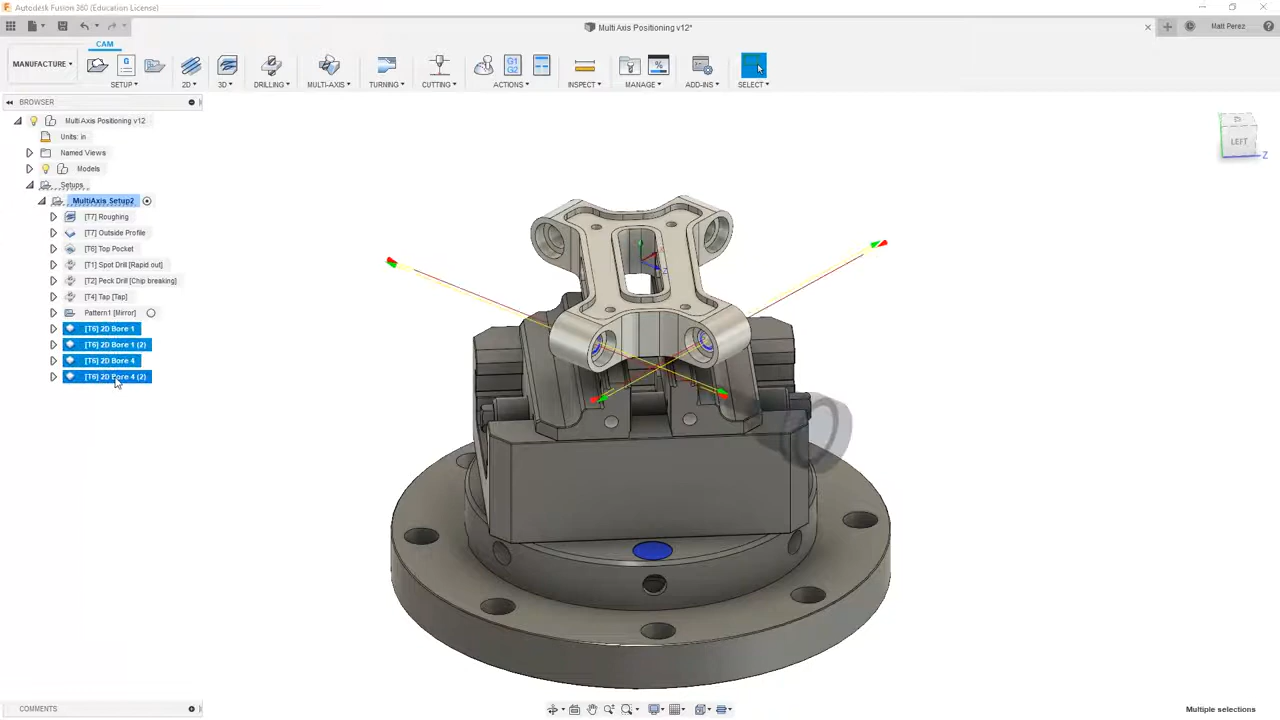 Autodesk Fusion 360 (Education License)
Multi Axis Positioning v12*
Matt Perez
CAM
MANUFACTURE
SETUP
2D
3D
DRILLING
MULTI-AXIS
TURNING
CUTTING
G1
G2
ACTIONS
INSPECT
MANAGE
ADD-INS
SELECT
BROWSER
Multi Axis Positioning v12
Units: in
Named Views
Models
Setups
MultiAxis Setup2
[T7] Roughing
[T7] Outside Profile
[T6] Top Pocket
[T1] Spot Drill [Rapid out]
[T2] Peck Drill [Chip breaking]
[T4] Tap [Tap]
Pattern1 [Mirror]
[T6] 2D Bore 1
[T6] 2D Bore 1 (2)
[T6] 2D Bore 4
[T6] 2D Bore 4 (2)
LEFT
Z
COMMENTS
Multiple selections